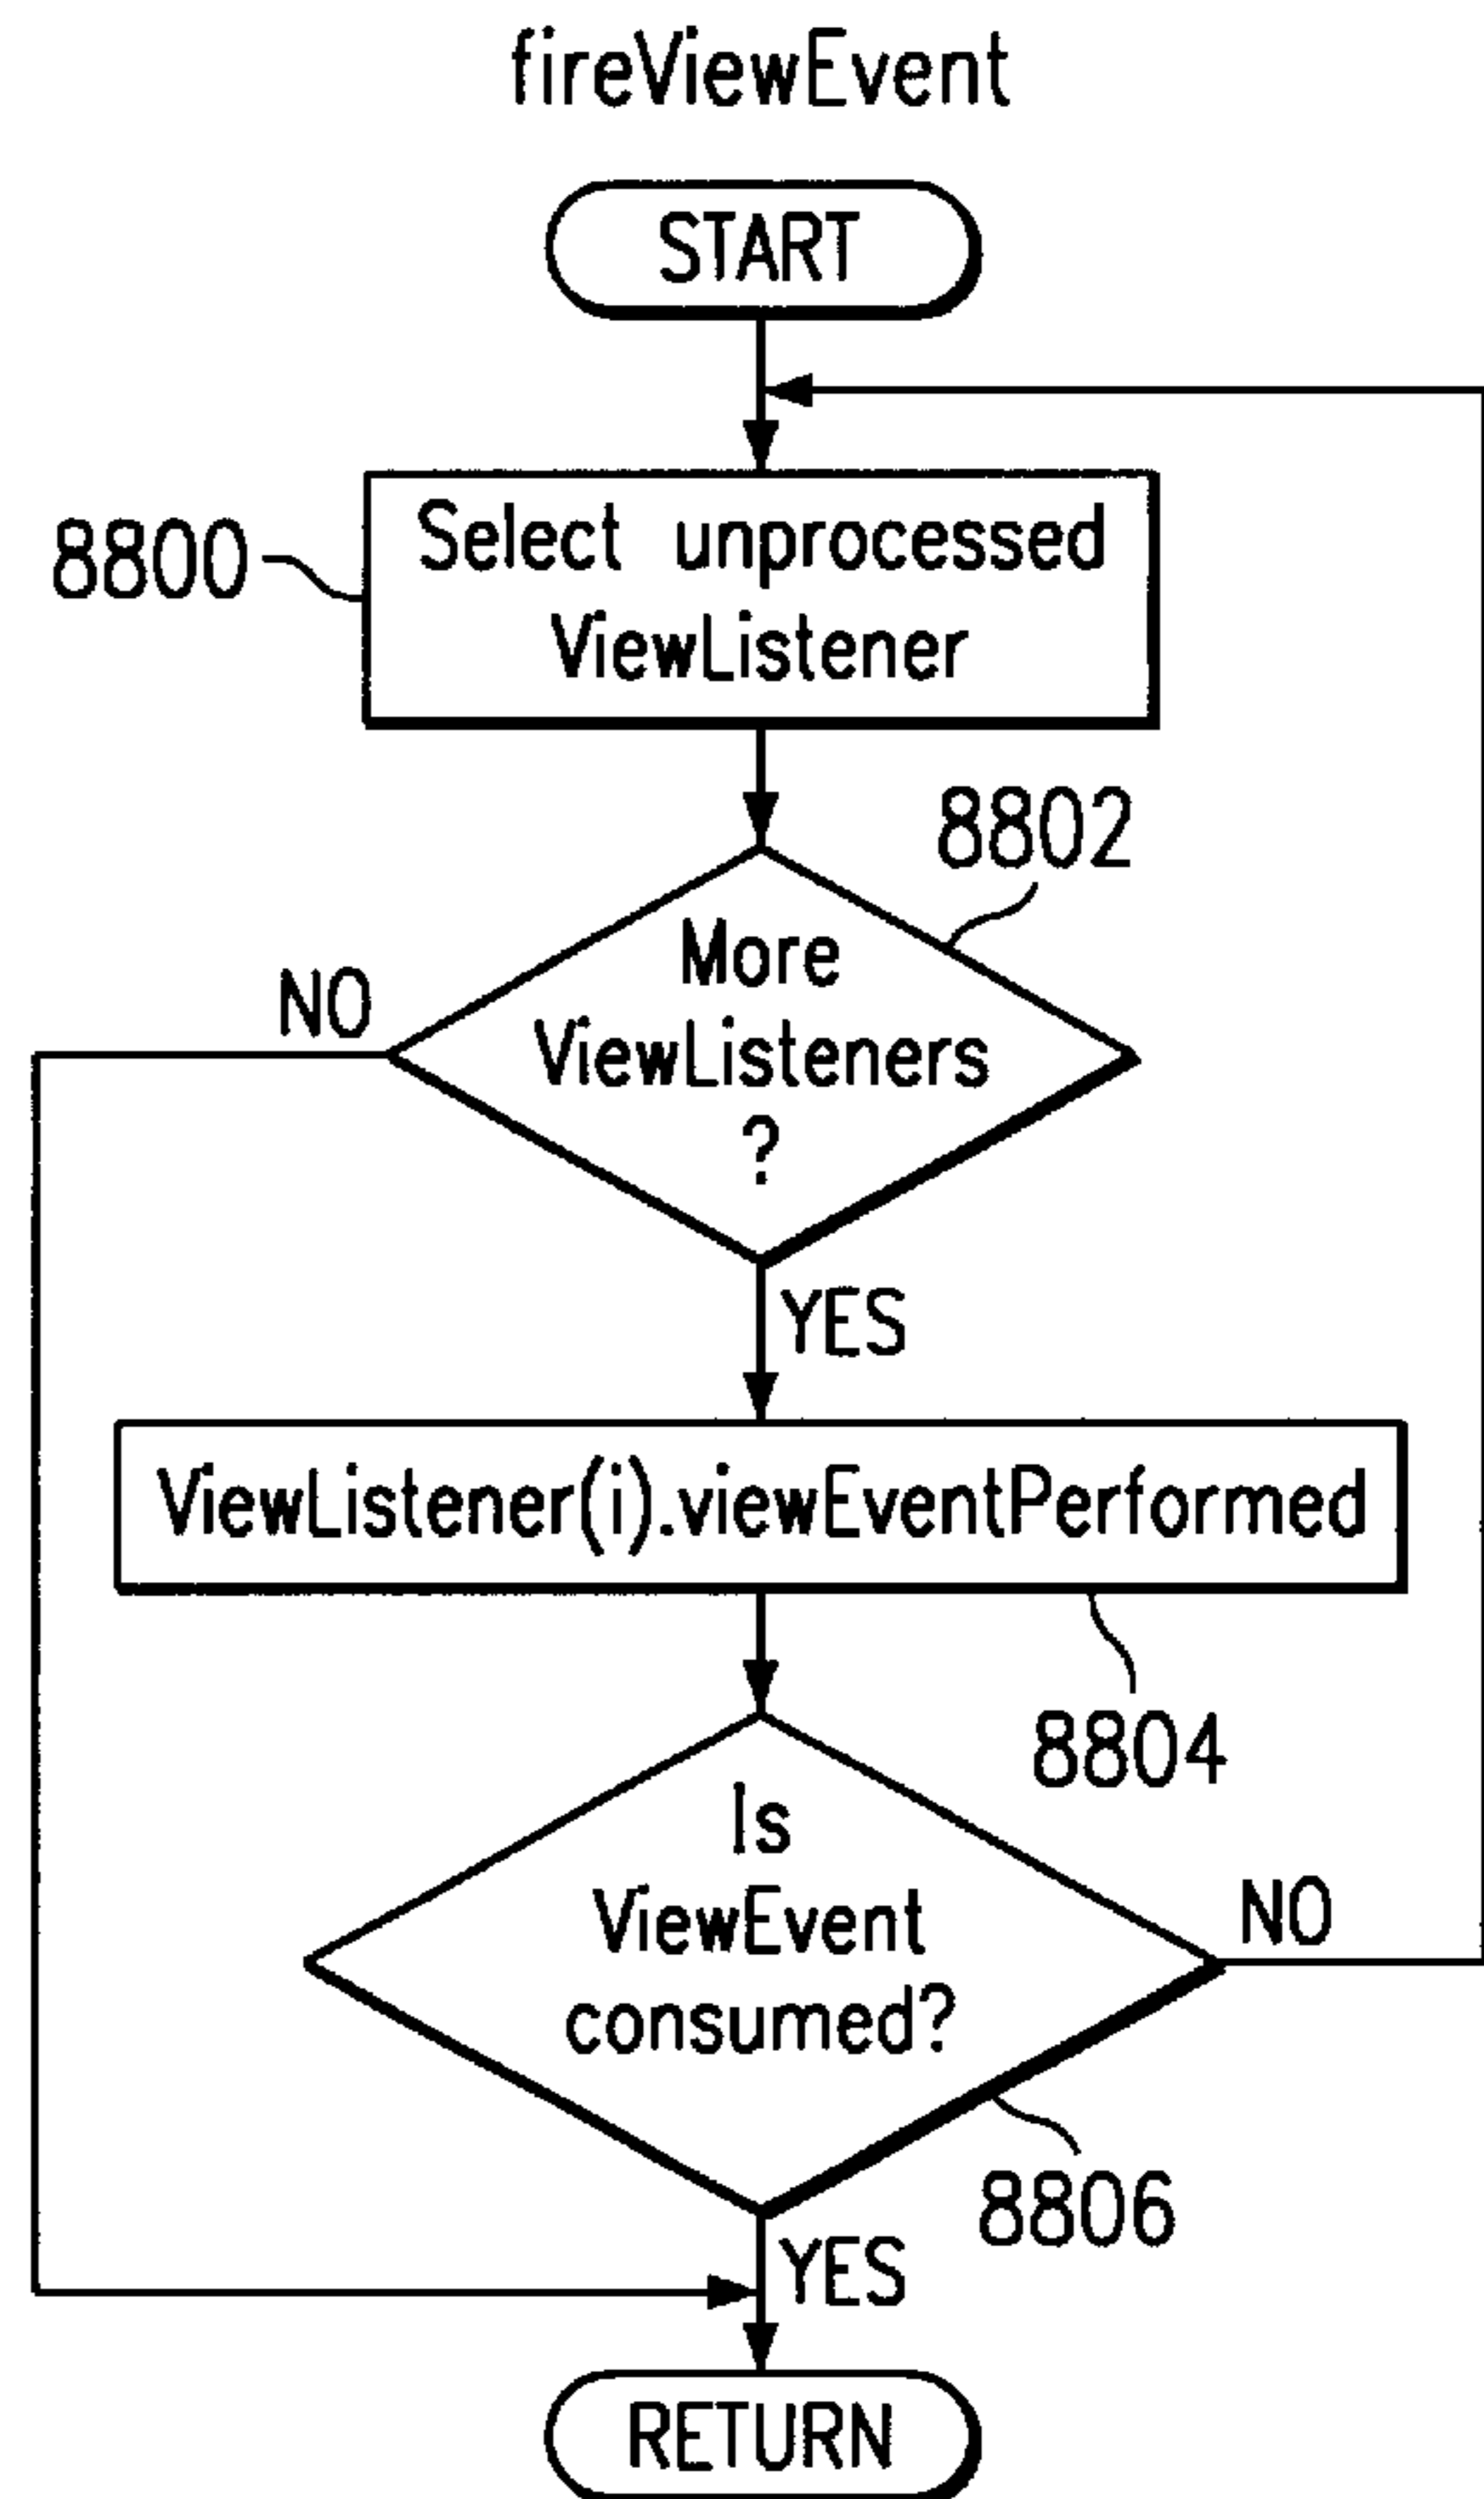 fireViewEvent
START
8800
Select unprocessed
ViewListener
8802
More
ViewListeners
?
NO
YES
ViewListener(i).viewEventPerformed
8804
Is
ViewEvent
consumed?
NO
8806
YES
RETURN